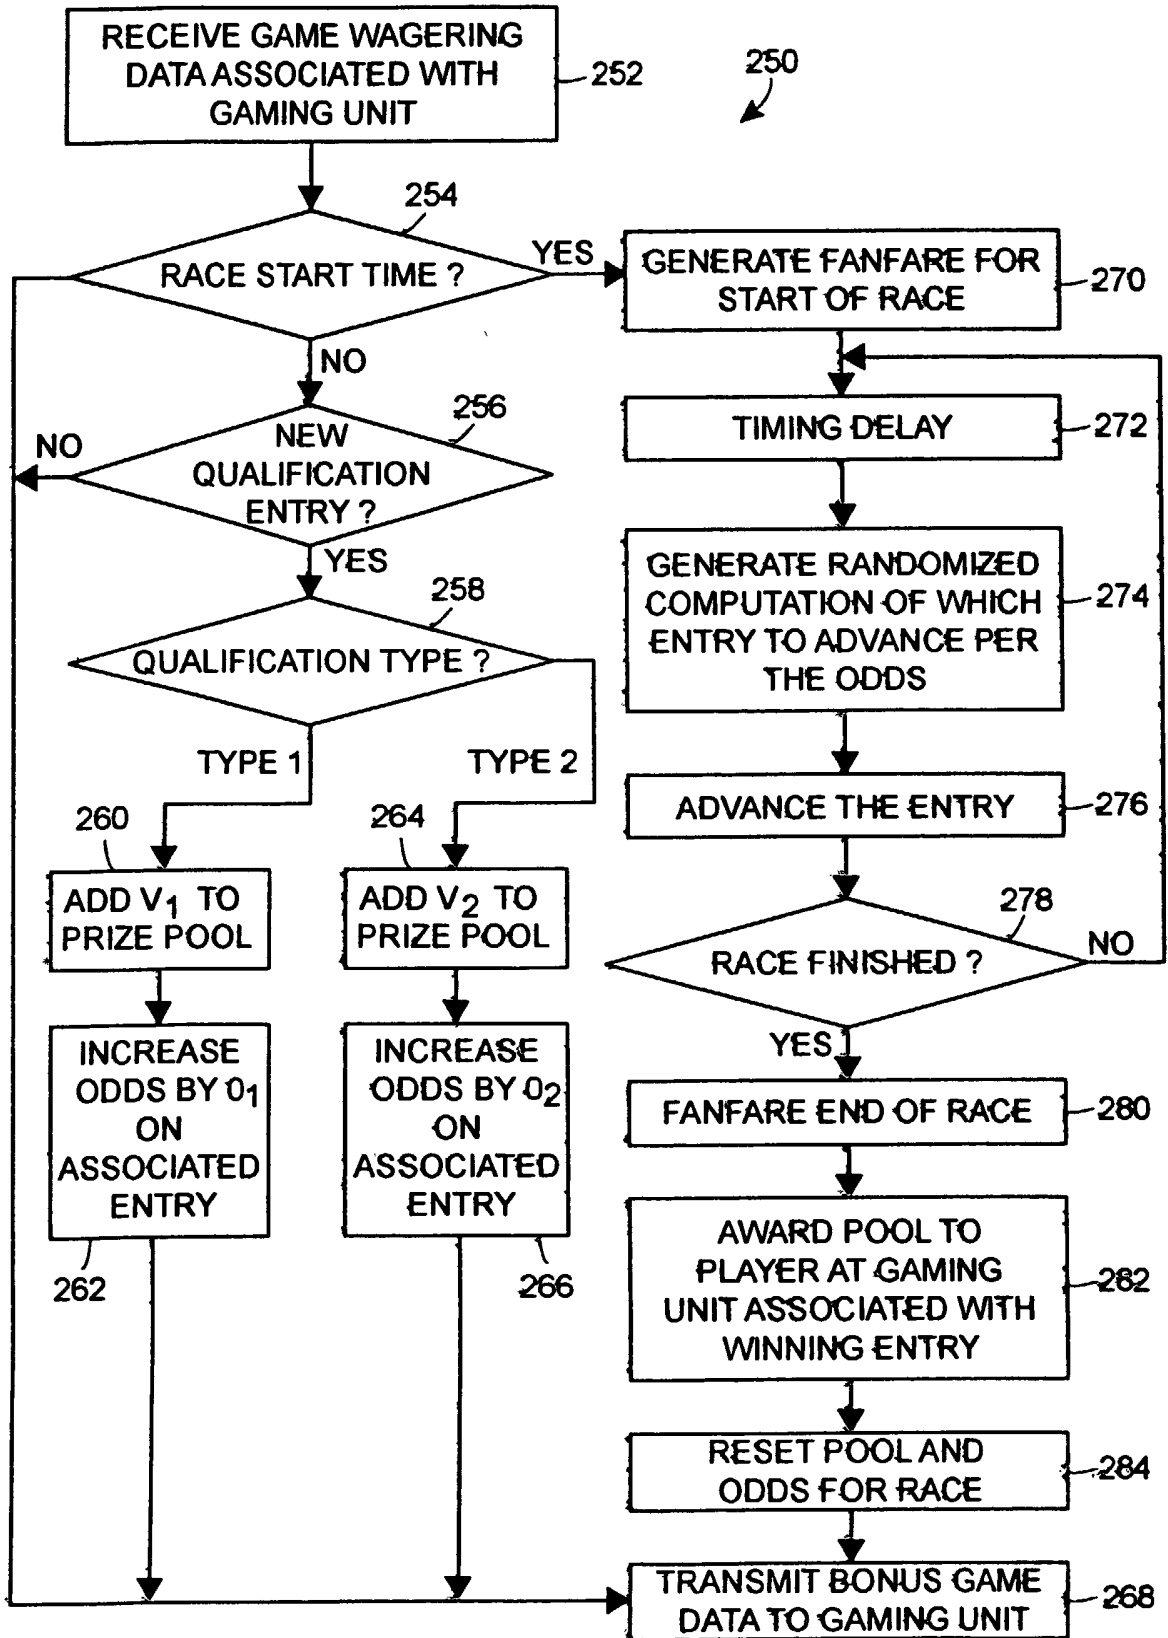 RECEIVE GAME WAGERING
DATA ASSOCIATED WITH
GAMING UNIT
252
250
254
RACE START TIME ?
YES
NO
GENERATE FANFARE FOR
START OF RACE
270
256
NEW
QUALIFICATION
ENTRY ?
NO
YES
TIMING DELAY
272
258
QUALIFICATION TYPE ?
GENERATE RANDOMIZED
COMPUTATION OF WHICH
ENTRY TO ADVANCE PER
THE ODDS
274
TYPE 1
TYPE 2
ADVANCE THE ENTRY
276
260
ADD V1 TO
PRIZE POOL
264
ADD V2 TO
PRIZE POOL
278
RACE FINISHED ?
NO
YES
INCREASE
ODDS BY O1
ON
ASSOCIATED
ENTRY
262
INCREASE
ODDS BY O2
ON
ASSOCIATED
ENTRY
266
FANFARE END OF RACE
280
AWARD POOL TO
PLAYER AT GAMING
UNIT ASSOCIATED WITH
WINNING ENTRY
282
RESET POOL AND
ODDS FOR RACE
284
TRANSMIT BONUS GAME
DATA TO GAMING UNIT
268